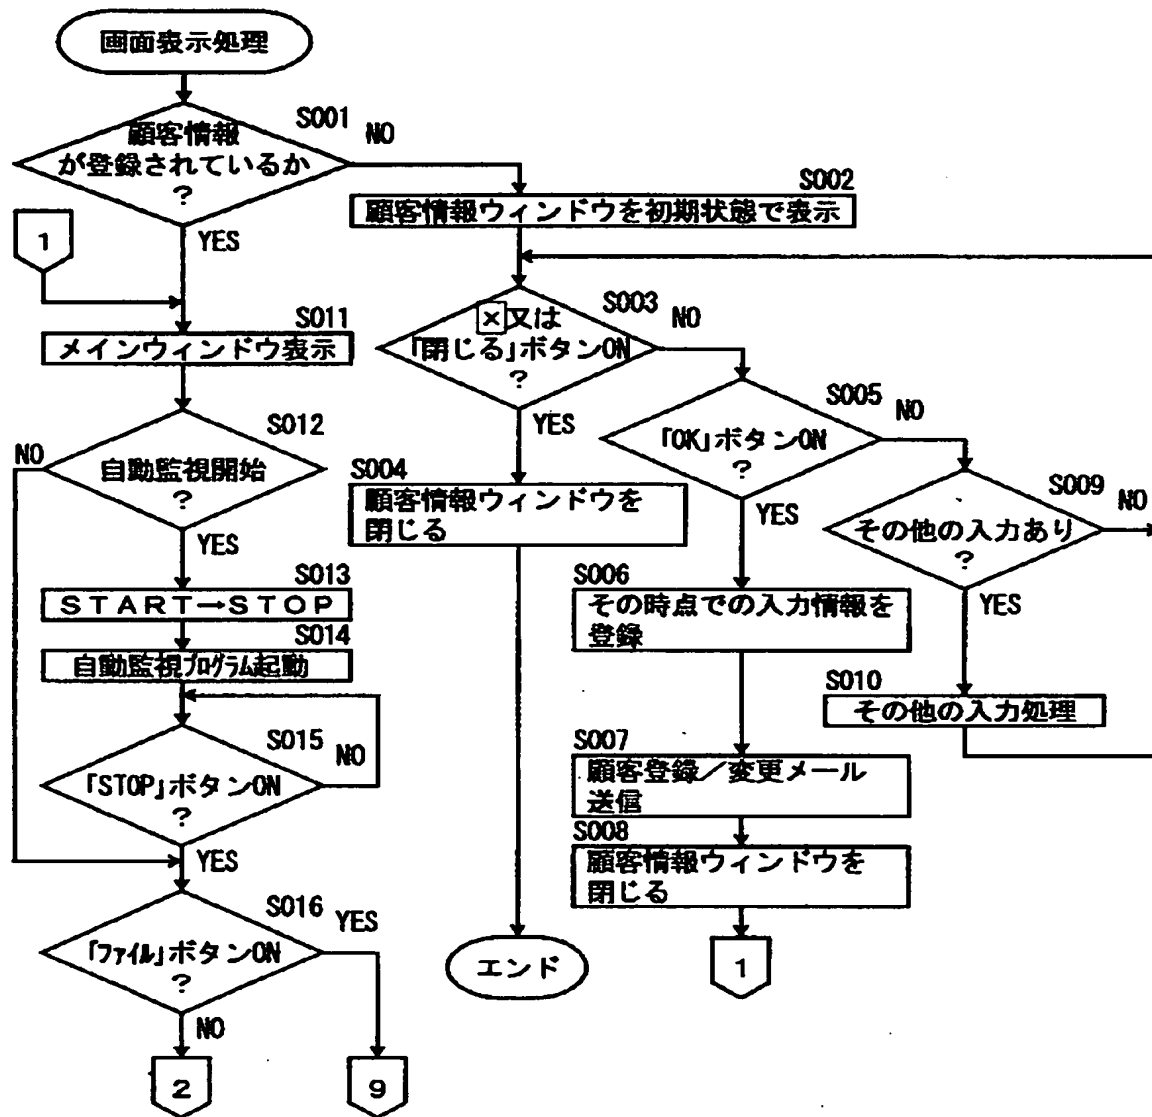 画面表示処理
S001
顧客情報
が登録されているか
?
NO
YES
1
S002
顧客情報ウィンドウを初期状態で表示
S003
×又は
「閉じる」ボタンON
?
NO
YES
S011
メインウィンドウ表示
S012
自動監視開始
?
NO
YES
S004
顧客情報ウィンドウを
閉じる
S005
「OK」ボタンON
?
NO
YES
S009
その他の入力あり
?
NO
YES
S013
START→STOP
S014
自動監視プログラム起動
S006
その時点での入力情報を
登録
S010
その他の入力処理
S015
「STOP」ボタンON
?
NO
YES
S007
顧客登録/変更メール
送信
S008
顧客情報ウィンドウを
閉じる
S016
「ファイル」ボタンON
?
YES
NO
エンド
1
2
9